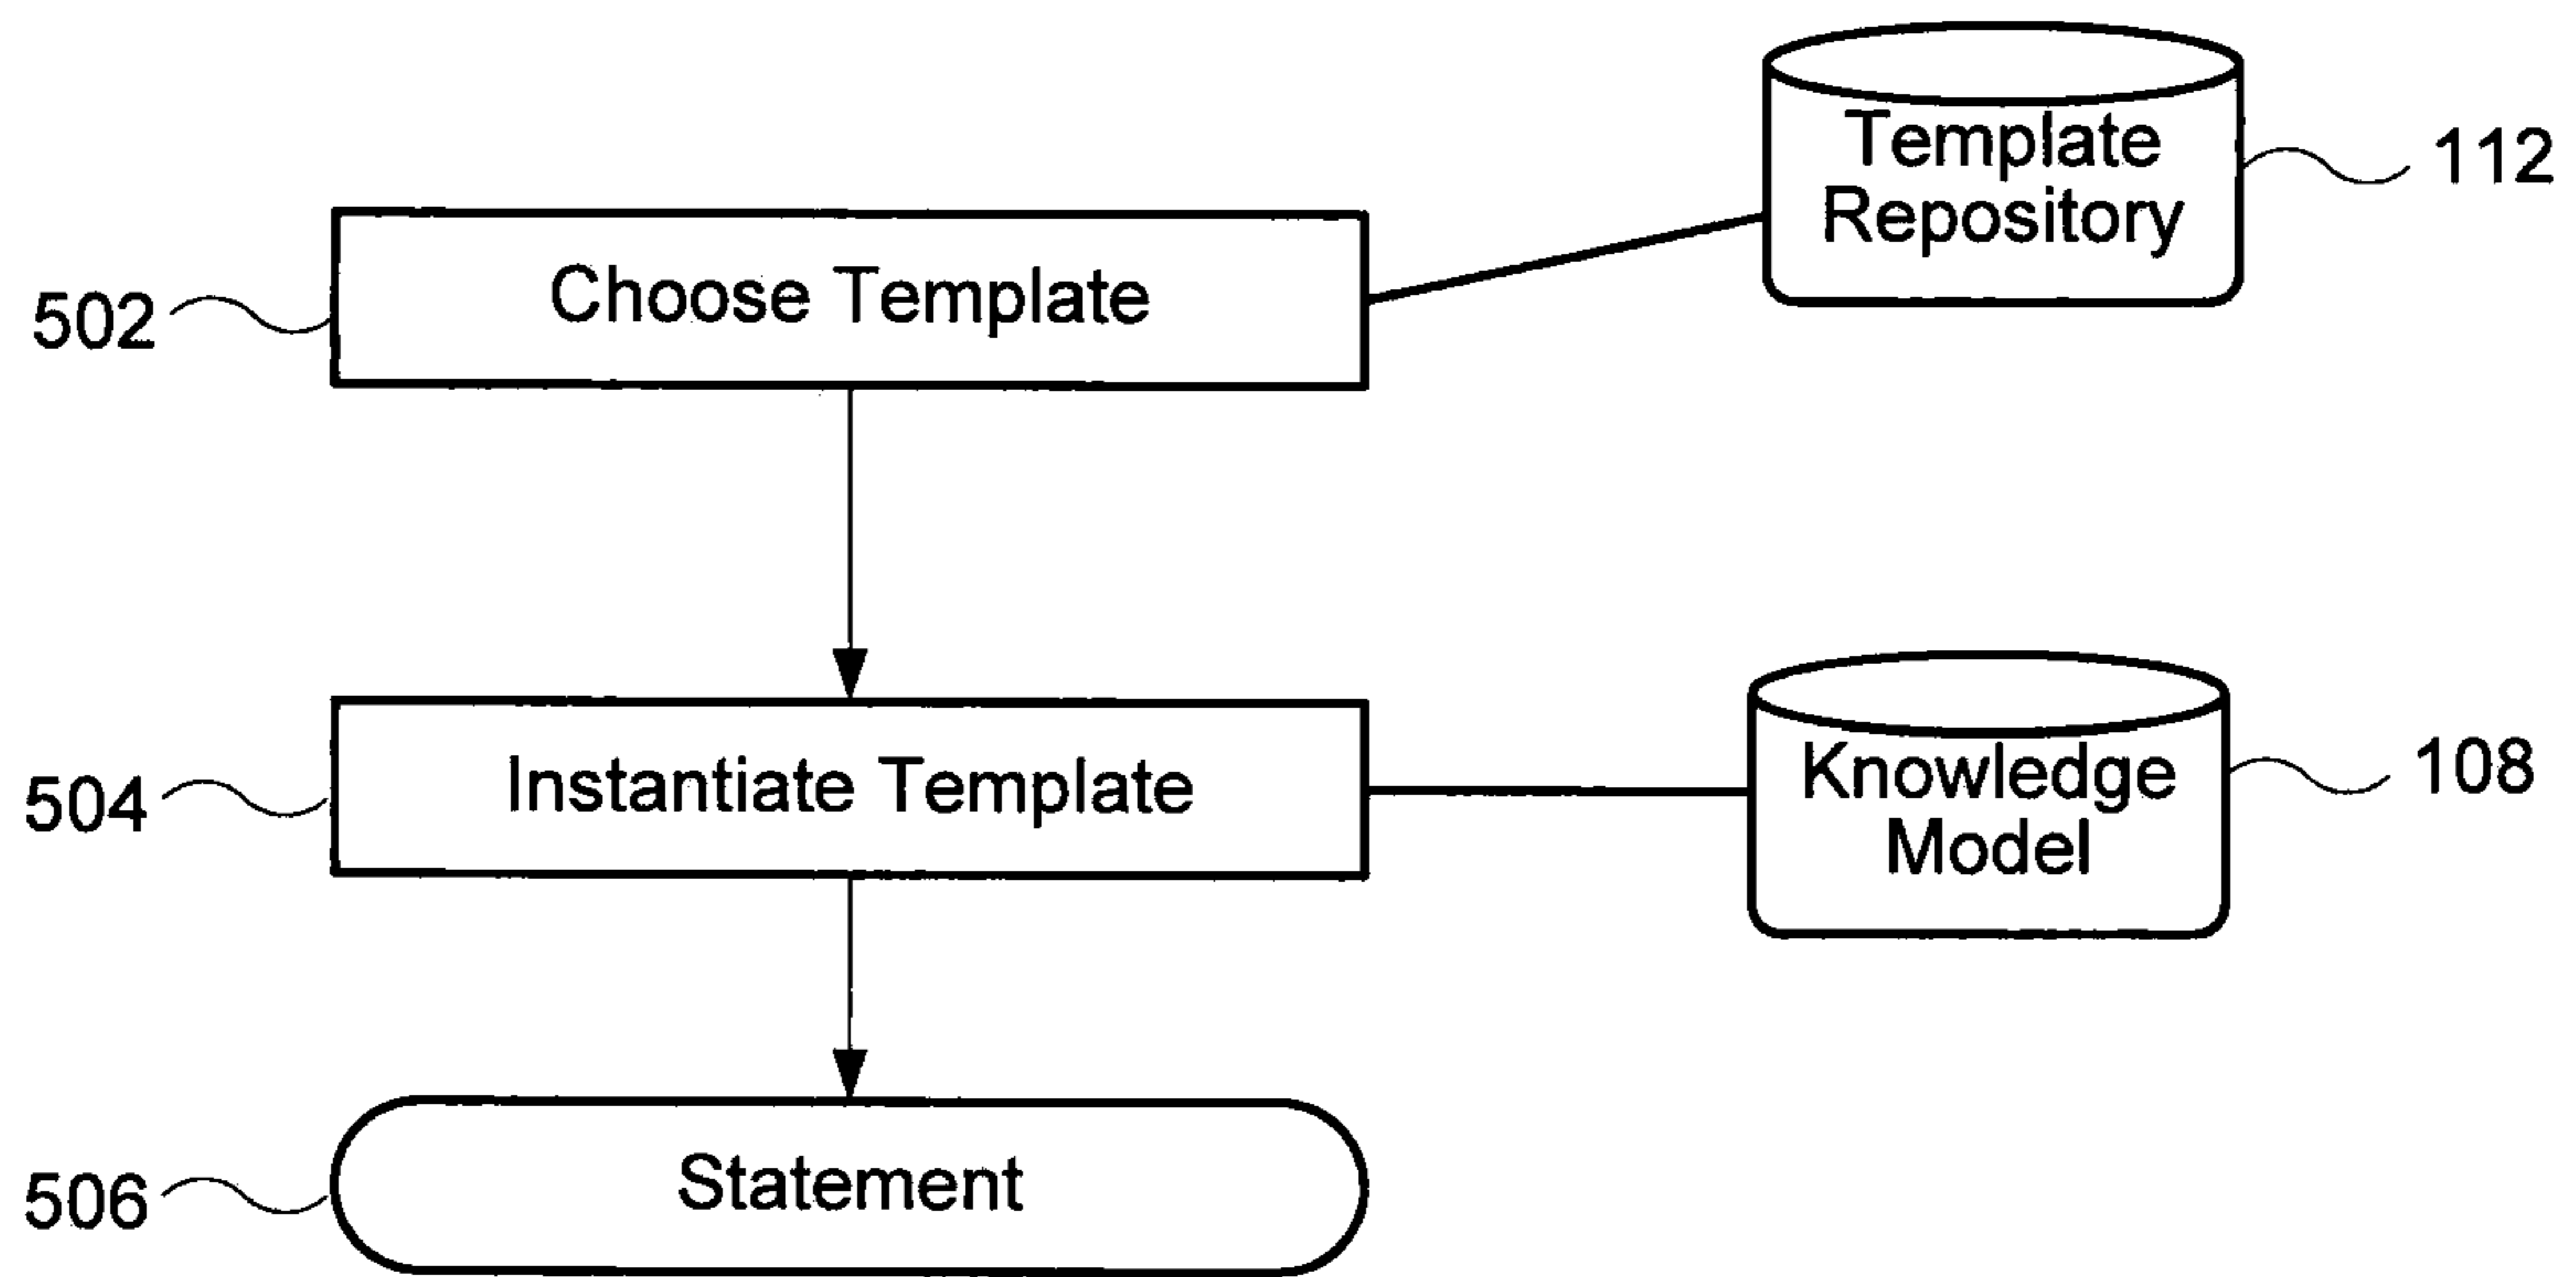 Template
Repository
112
Choose Template
502
Instantiate Template
504
Knowledge
Model
108
Statement
506